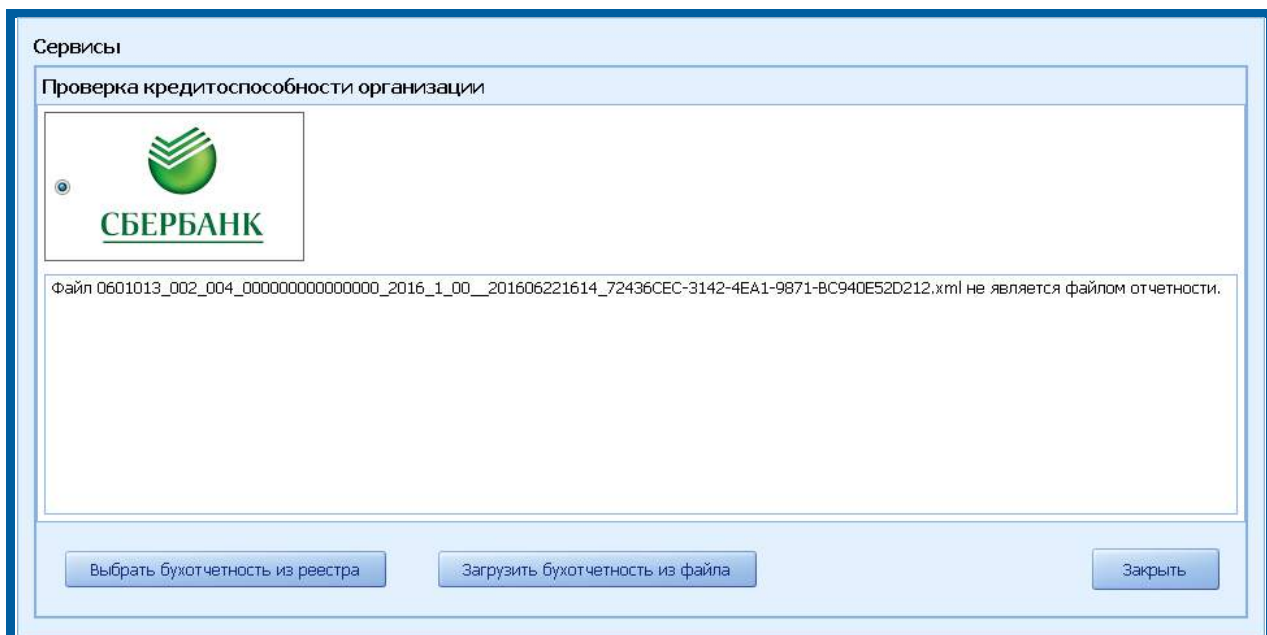 Сервисы
Проверка кредитоспособности организации
СБЕРБАНК
Файл 0601013_002_004_000000000000000_2016_1_00__201606221614_72436CEC-3142-4EA1-9871-BC940E52D212.xml не является файлом отчетности.
Выбрать бухотчетность из реестра
Загрузить бухотчетность из файла
Закрыть